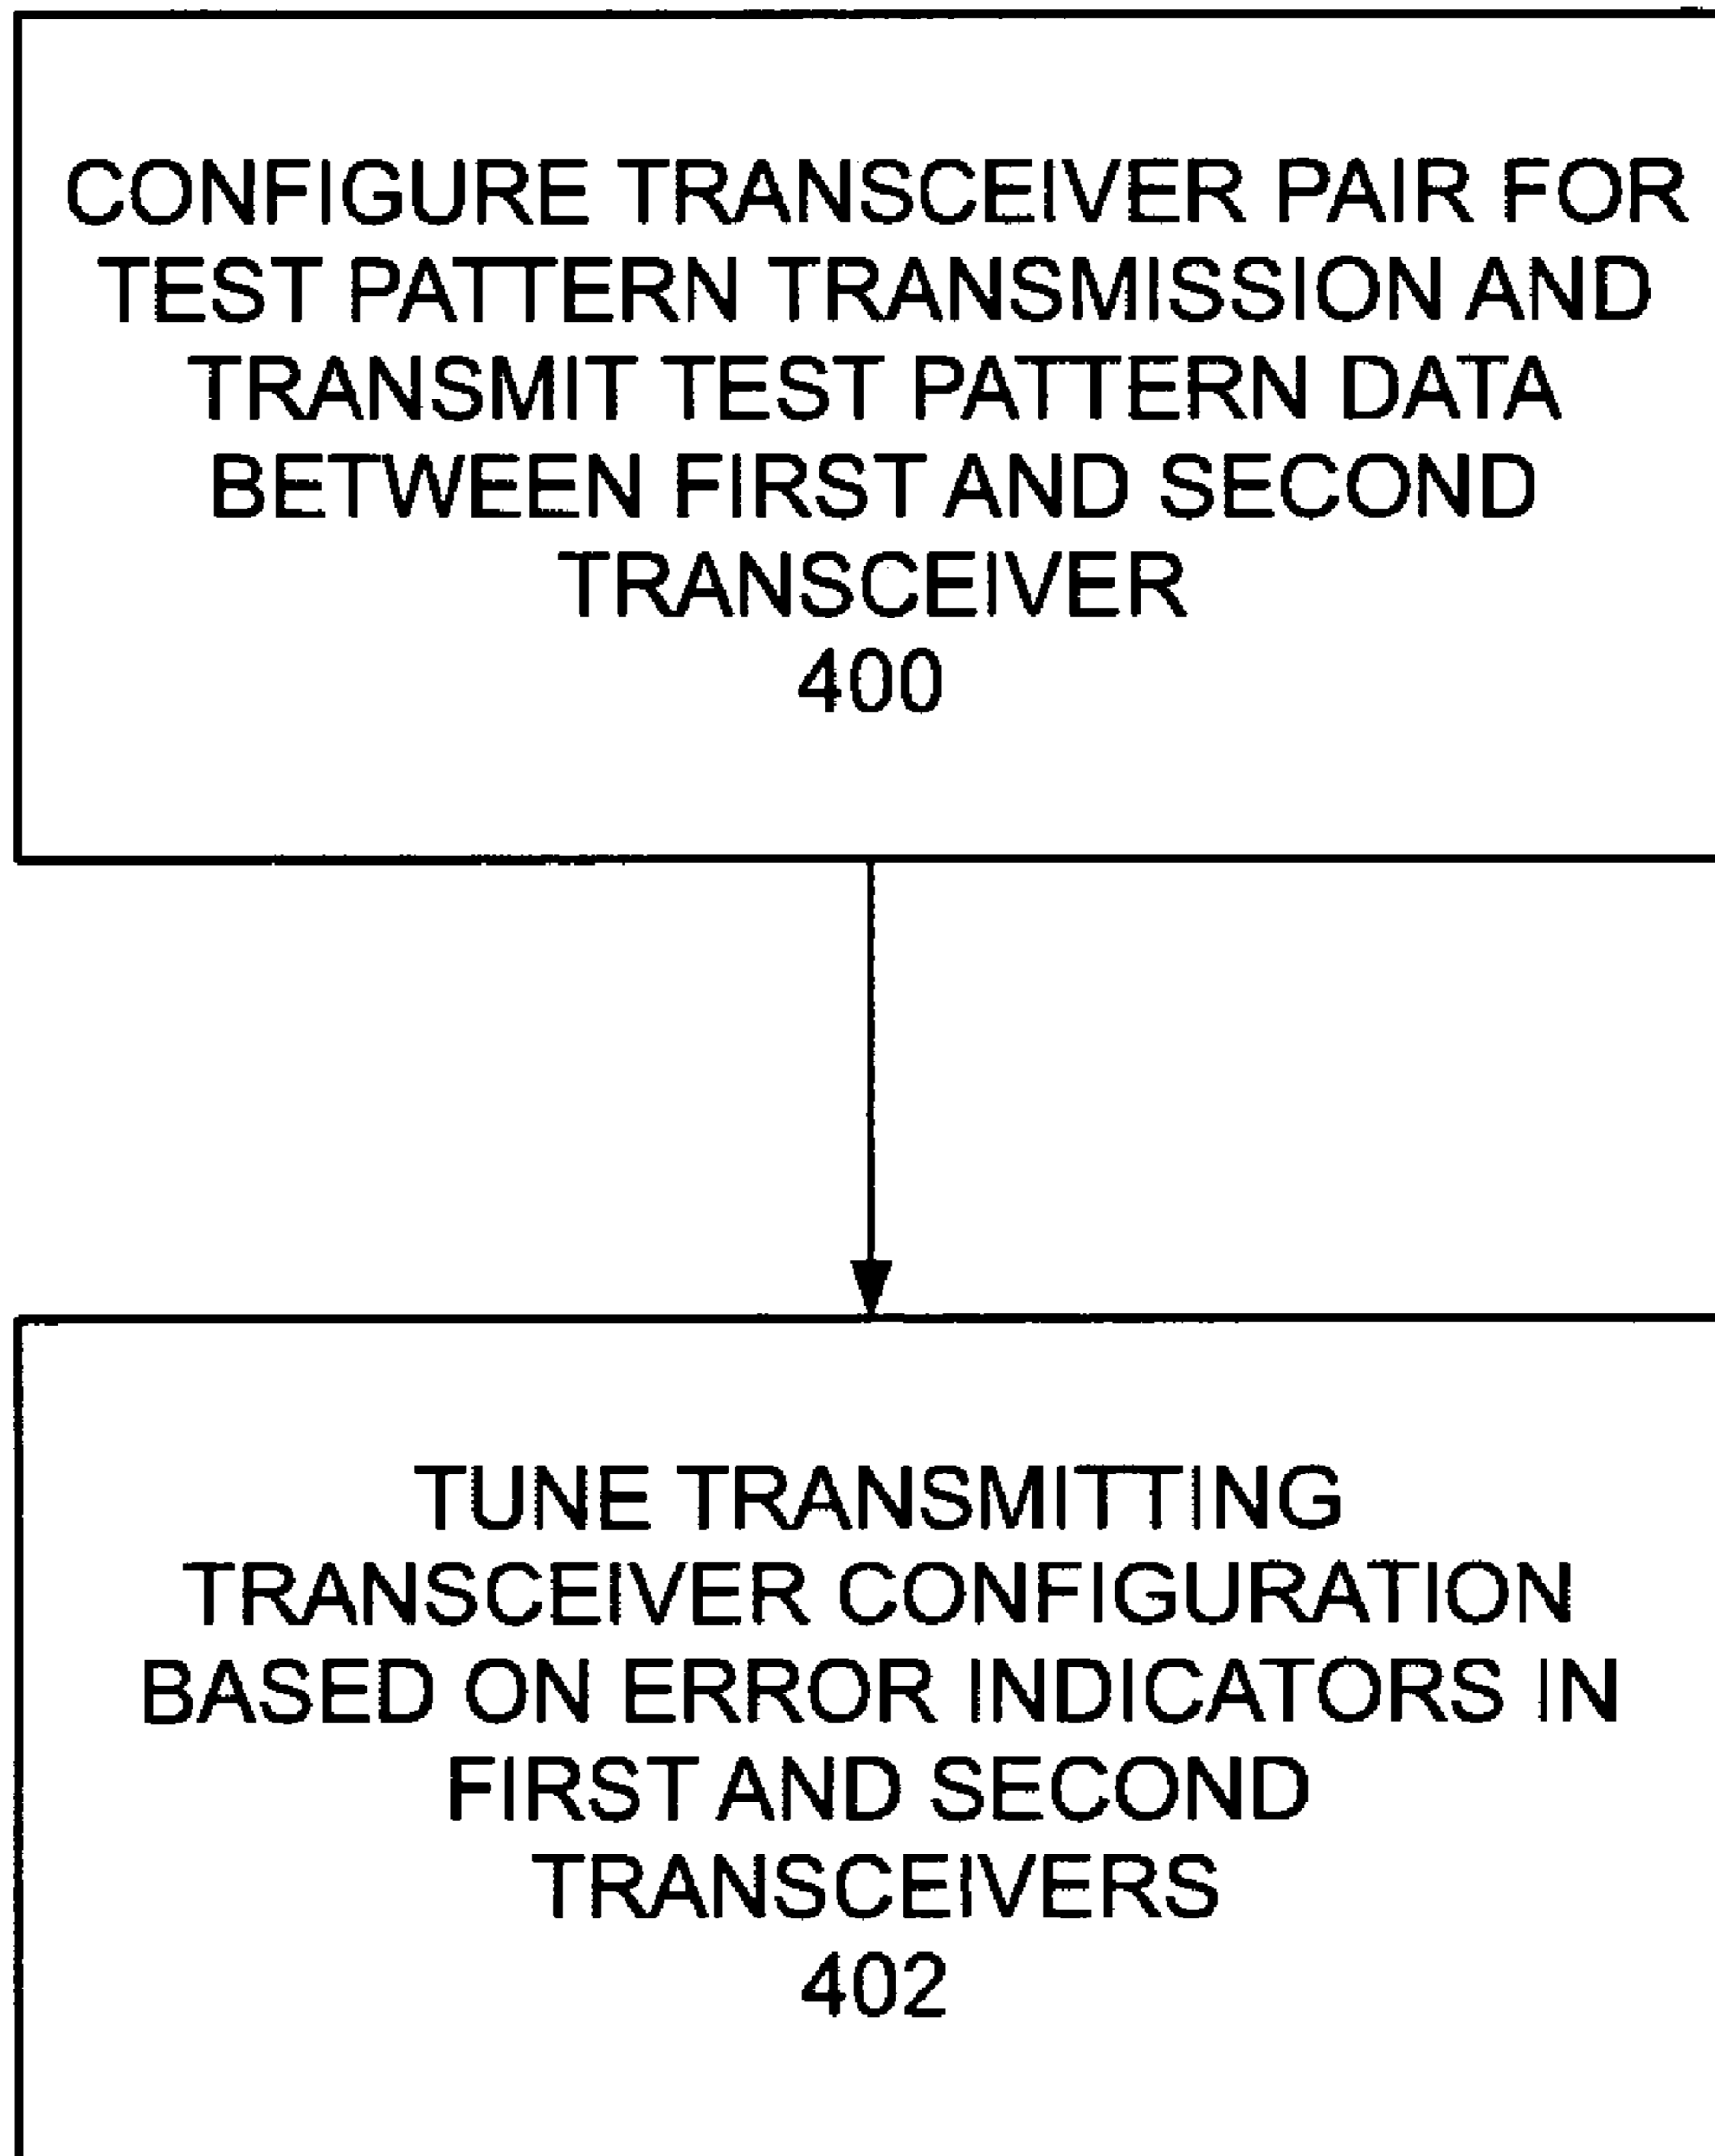 CONFIGURE TRANSCEIVER PAIR FOR
TEST PATTERN TRANSMISSION AND
TRANSMIT TEST PATTERN DATA
BETWEEN FIRST AND SECOND
TRANSCEIVER
400
TUNE TRANSMITTING
TRANSCEIVER CONFIGURATION
BASED ON ERROR INDICATORS IN
FIRST AND SECOND
TRANSCEIVERS
402